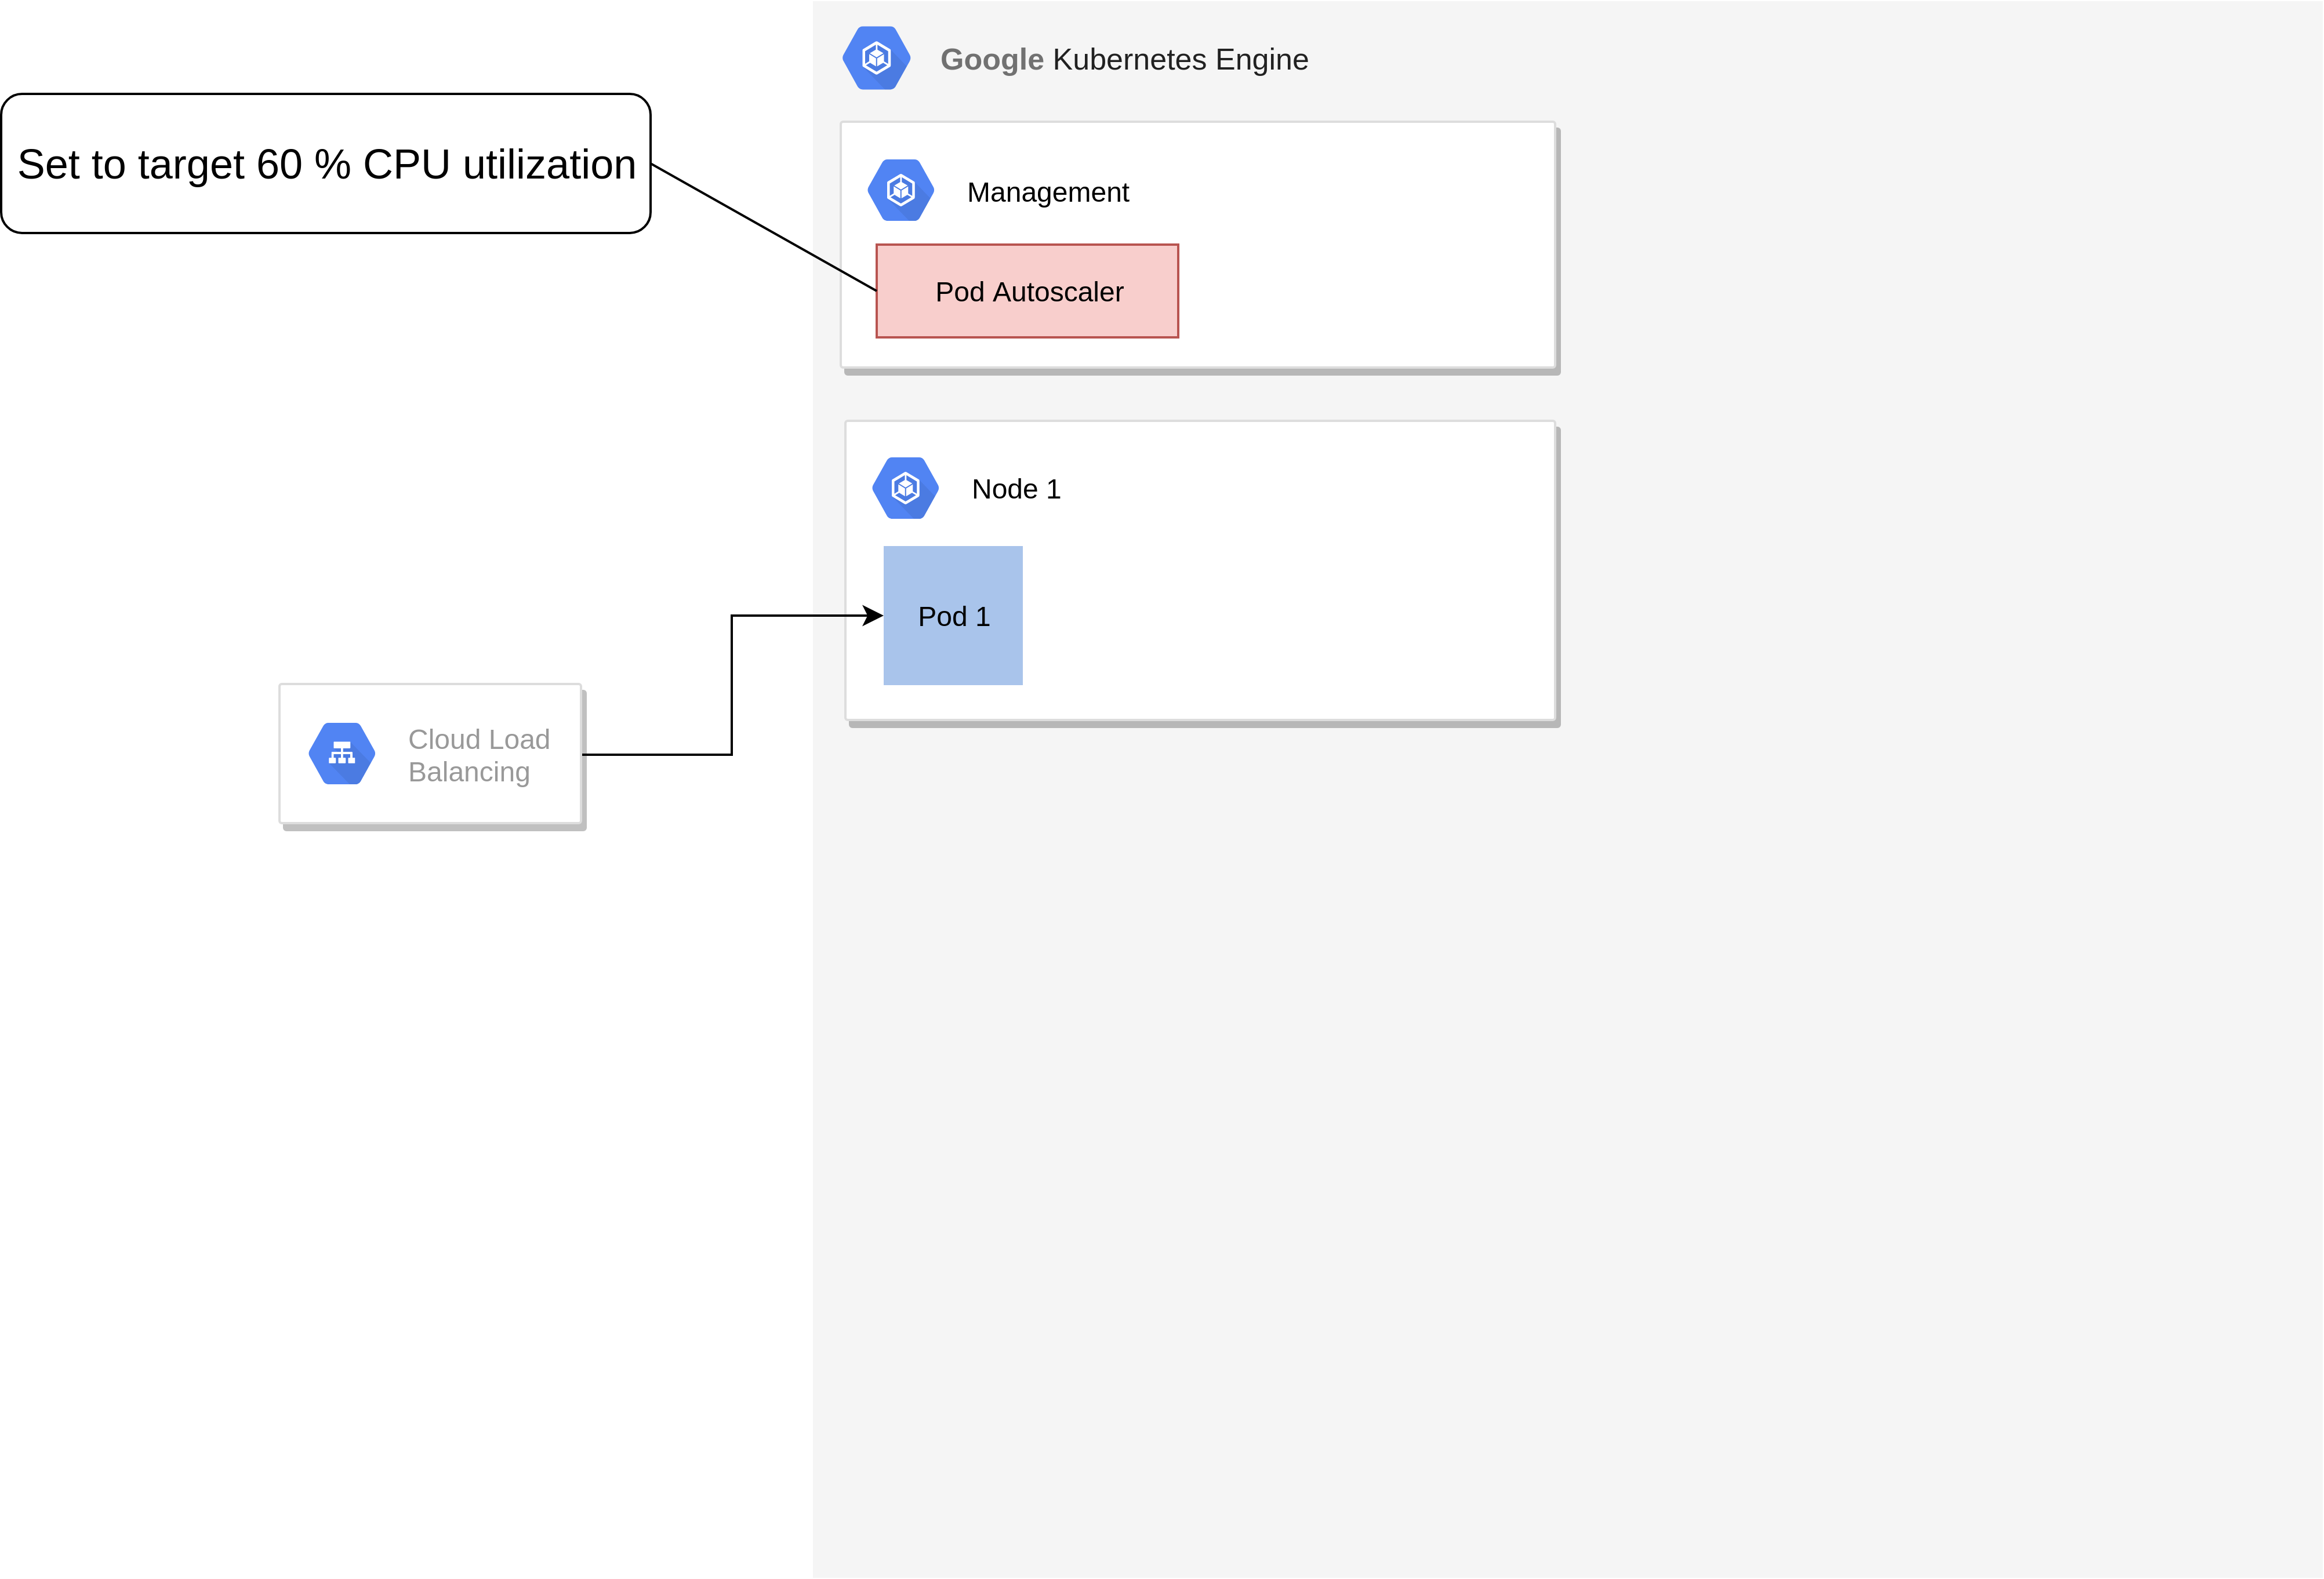 Google Kubernetes Engine
Set to target 60 % CPU utilization
Management
Pod Autoscaler
Node 1
Pod 1
Cloud Load
Balancing